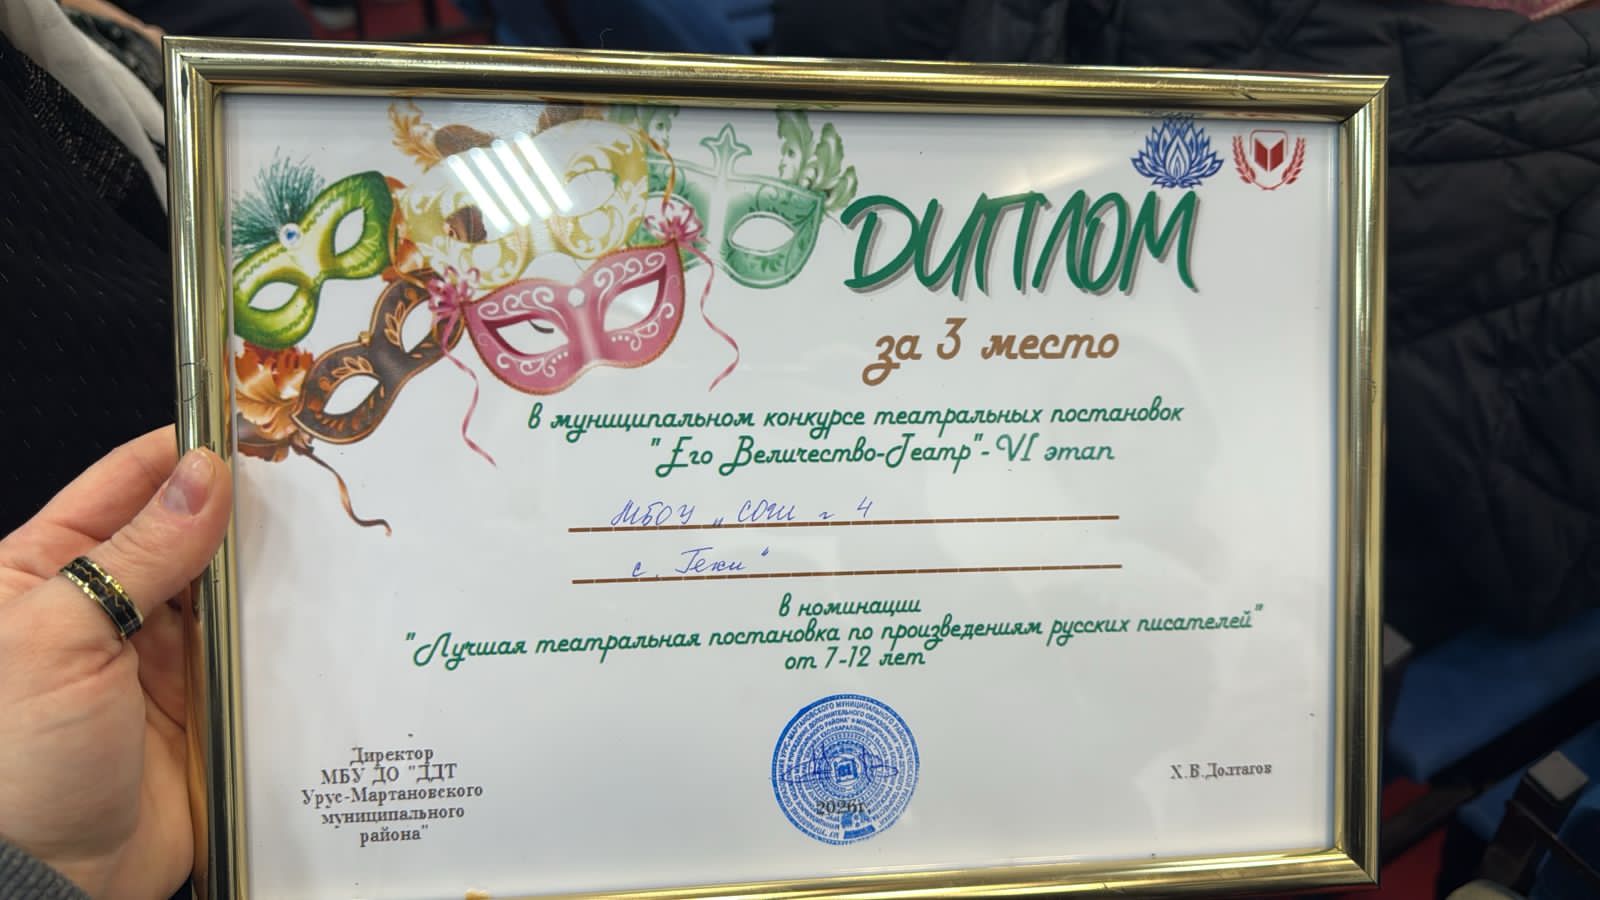 ДИПЛОМ
за 3 место
в муниципальном конкурсе театральных постановок
"Его Величество-Театр"- VI этап
МБОУ „СОШ № 4
с. Гехи"
в номинации
"Лучшая театральная постановка по произведениям русских писателей"
от 7-12 лет
Директор
МБУ ДО "ДДТ
Урус-Мартановского
муниципального
района"
2026г.
Х.В.Долтагов